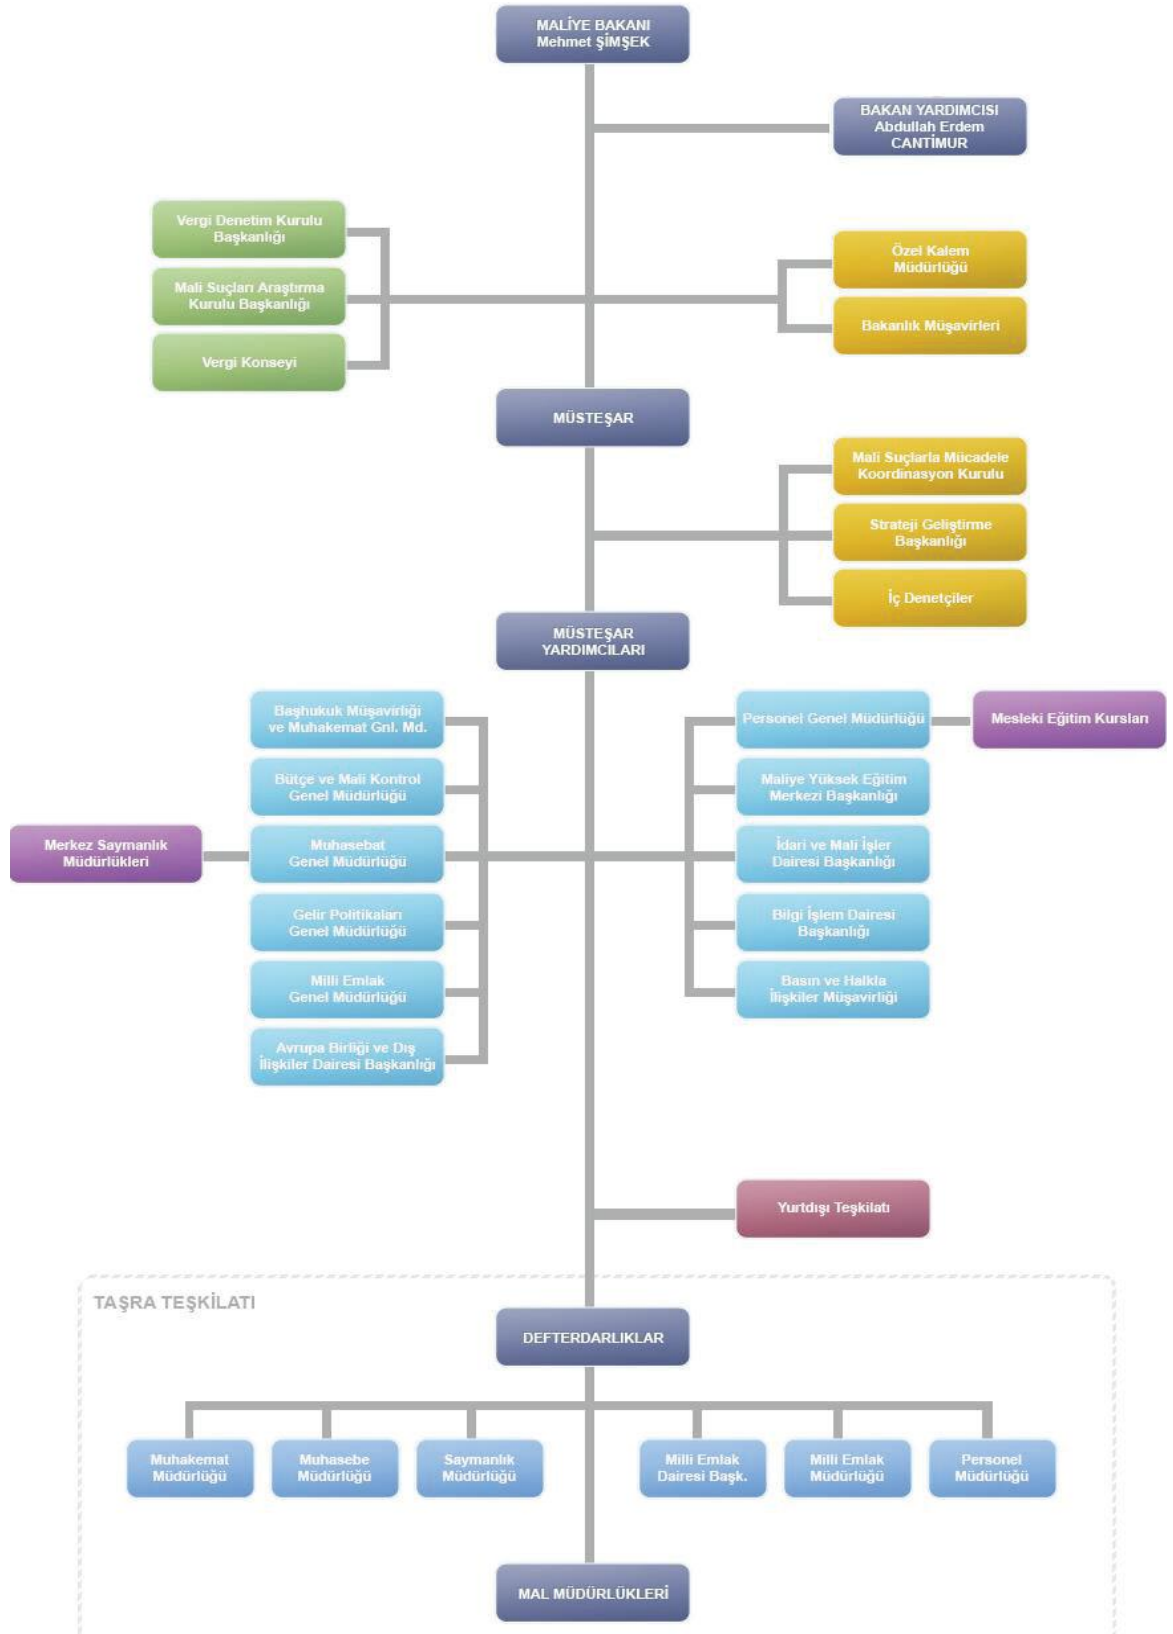 MALİYE BAKANI
Mehmet ŞİMŞEK
BAKAN YARDIMCISI
Abdullah Erdem
CANTİMUR
Vergi Denetim Kurulu
Başkanlığı
Mali Suçları Araştırma
Kurulu Başkanlığı
Vergi Konseyi
Özel Kalem
Müdürlüğü
Bakanlık Müşavirleri
MÜSTEŞAR
Mali Suçlarla Mücadele
Koordinasyon Kurulu
Strateji Geliştirme
Başkanlığı
İç Denetçiler
MÜSTEŞAR
YARDIMCILARI
Başhukuk Müşavirliği
ve Muhakemat Gnl. Md.
Bütçe ve Mali Kontrol
Genel Müdürlüğü
Merkez Saymanlık
Müdürlükleri
Muhasebat
Genel Müdürlüğü
Gelir Politikaları
Genel Müdürlüğü
Milli Emlak
Genel Müdürlüğü
Avrupa Birliği ve Dış
İlişkiler Dairesi Başkanlığı
Personel Genel Müdürlüğü
Mesleki Eğitim Kursları
Maliye Yüksek Eğitim
Merkezi Başkanlığı
İdari ve Mali İşler
Dairesi Başkanlığı
Bilgi İşlem Dairesi
Başkanlığı
Basın ve Halkla
İlişkiler Müşavirliği
Yurtdışı Teşkilatı
TAŞRA TEŞKİLATI
DEFTERDARLIKLAR
Muhakemat
Müdürlüğü
Muhasebe
Müdürlüğü
Saymanlık
Müdürlüğü
Milli Emlak
Dairesi Başk.
Milli Emlak
Müdürlüğü
Personel
Müdürlüğü
MAL MÜDÜRLÜKLERİ